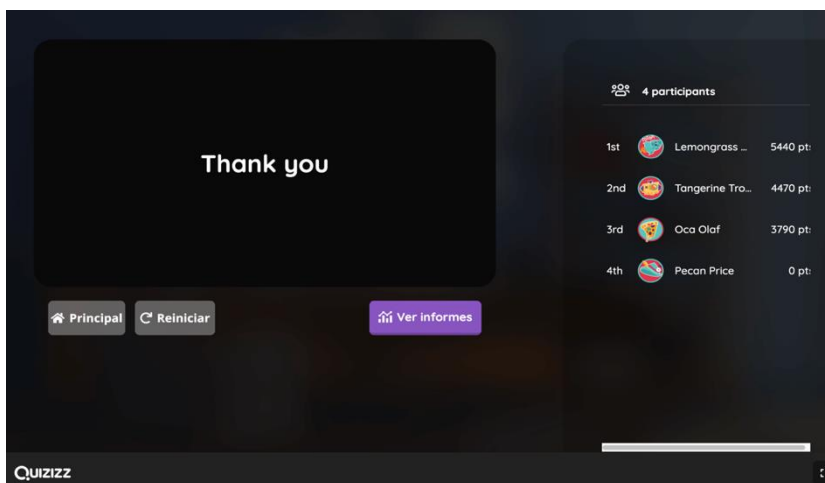 Thank you
Principal
Reiniciar
Ver informes
4 participants
1st Lemongrass ... 5440 pt
2nd Tangerine Tro... 4470 pt
3rd Oca Olaf 3790 pt
4th Pecan Price 0 pt
Quizizz